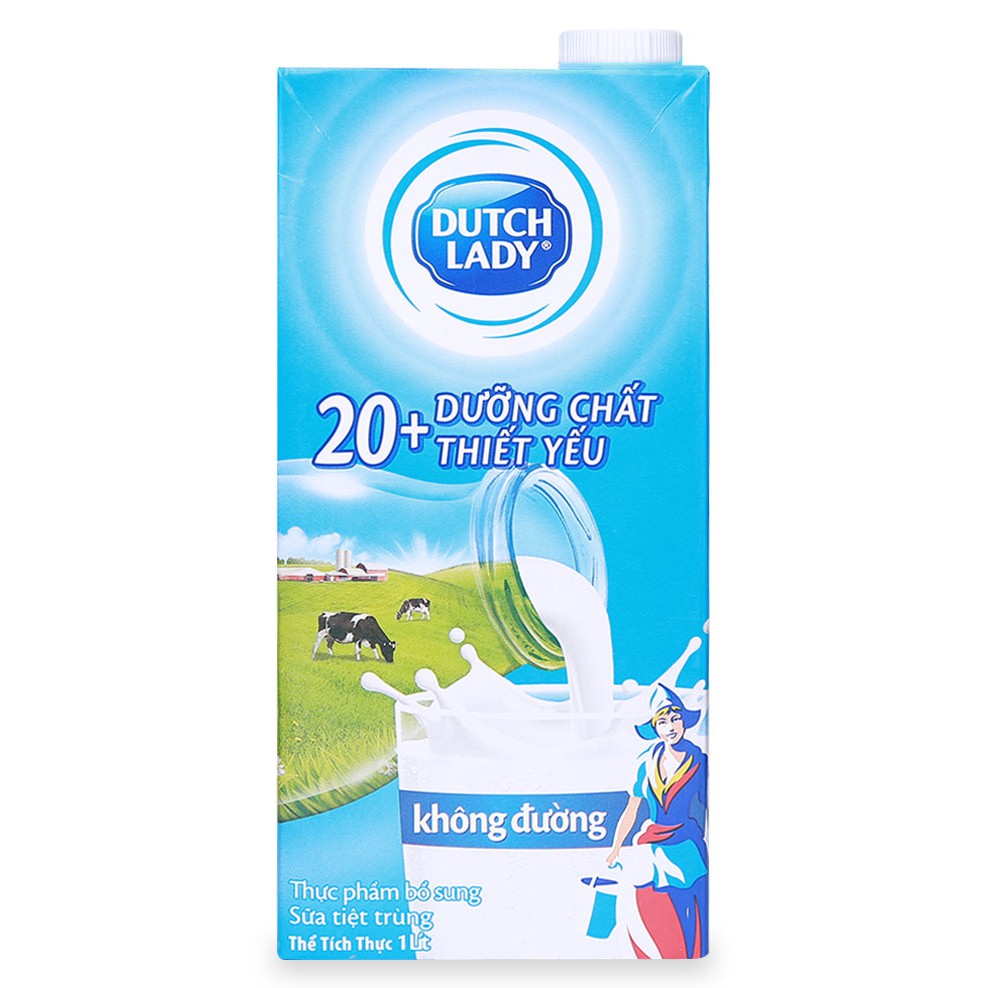 DUTCH
LADY®
20+ DƯỠNG CHẤT
THIẾT YẾU
không đường
Thực phẩm bổ sung
Sữa tiệt trùng
Thể Tích Thực 1 Lít